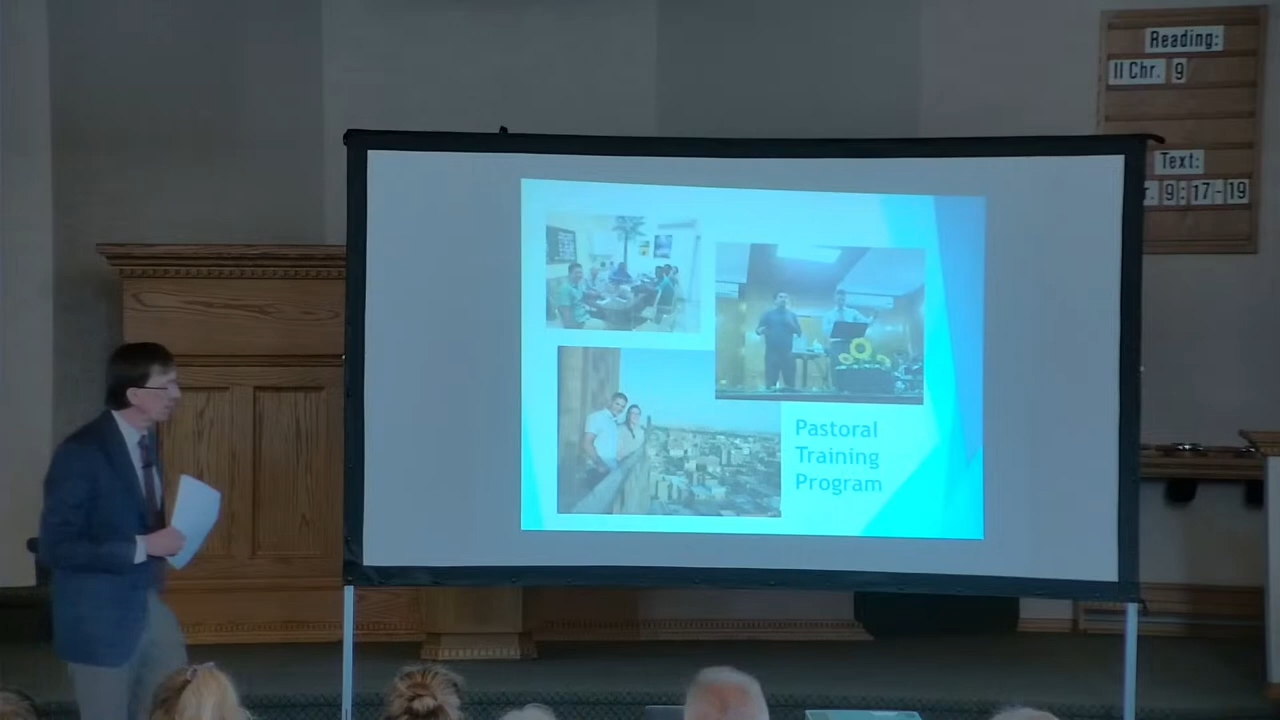 Pastoral
Training
Program
Reading:
II Chr. 9
Text:
r. 9:17-19